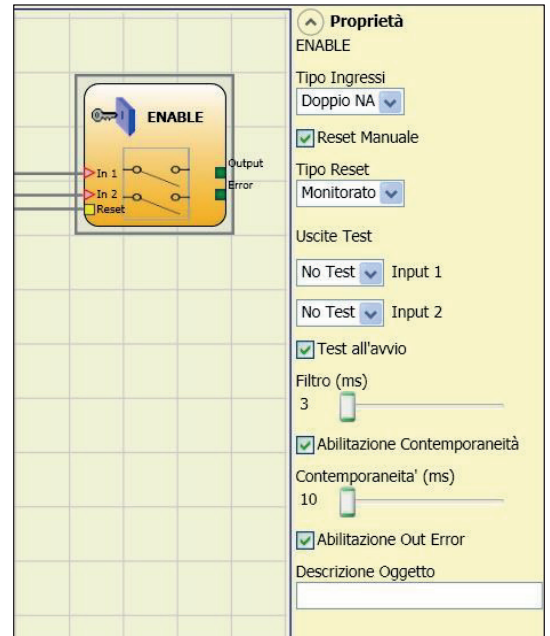 ENABLE
In 1
In 2
Reset
Output
Error
Proprietà
ENABLE
Tipo Ingressi
Doppio NA
Reset Manuale
Tipo Reset
Monitorato
Uscite Test
No Test Input 1
No Test Input 2
Test all'avvio
Filtro (ms)
3
Abilitazione Contemporaneità
Contemporaneita' (ms)
10
Abilitazione Out Error
Descrizione Oggetto